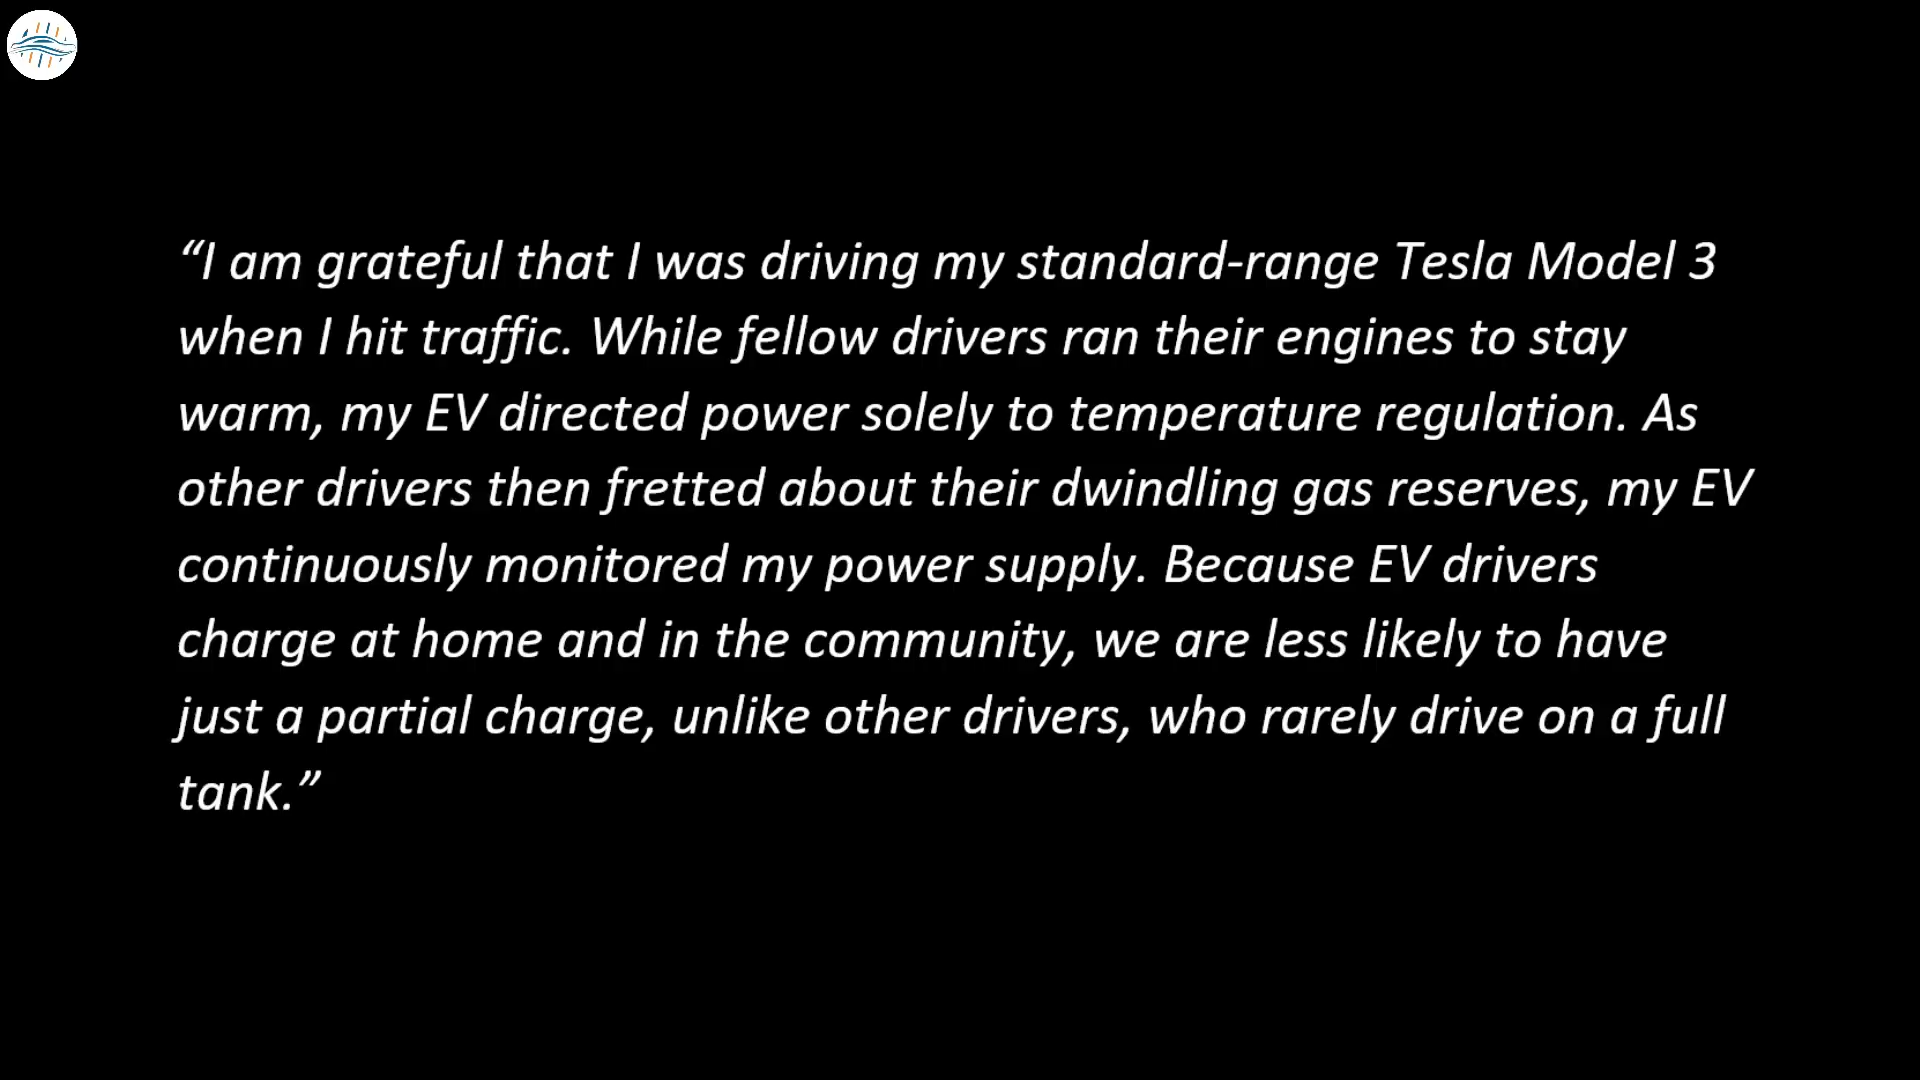 “I am grateful that I was driving my standard-range Tesla Model 3
when I hit traffic. While fellow drivers ran their engines to stay
warm, my EV directed power solely to temperature regulation. As
other drivers then fretted about their dwindling gas reserves, my EV
continuously monitored my power supply. Because EV drivers
charge at home and in the community, we are less likely to have
just a partial charge, unlike other drivers, who rarely drive on a full
tank.”